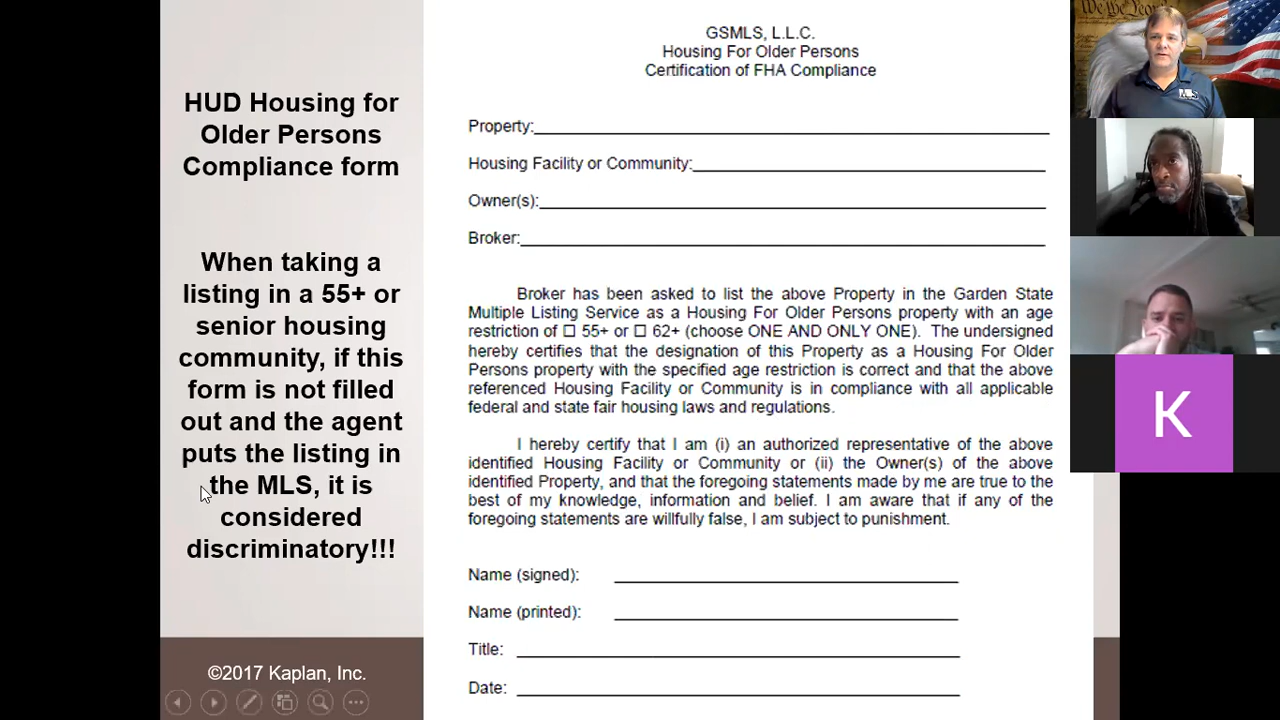 HUD Housing for
Older Persons
Compliance form
When taking a
listing in a 55+ or
senior housing
community, if this
form is not filled
out and the agent
puts the listing in
the MLS, it is
considered
discriminatory!!!
©2017 Kaplan, Inc.
GSMLS, L.L.C.
Housing For Older Persons
Certification of FHA Compliance
Property:
Housing Facility or Community:
Owner(s):
Broker:
Broker has been asked to list the above Property in the Garden State
Multiple Listing Service as a Housing For Older Persons property with an age
restriction of ☐ 55+ or ☐ 62+ (choose ONE AND ONLY ONE). The undersigned
hereby certifies that the designation of this Property as a Housing For Older
Persons property with the specified age restriction is correct and that the above
referenced Housing Facility or Community is in compliance with all applicable
federal and state fair housing laws and regulations.
I hereby certify that I am (i) an authorized representative of the above
identified Housing Facility or Community or (ii) the Owner(s) of the above
identified Property, and that the foregoing statements made by me are true to the
best of my knowledge, information and belief. I am aware that if any of the
foregoing statements are willfully false, I am subject to punishment.
Name (signed):
Name (printed):
Title:
Date:
We the People
K